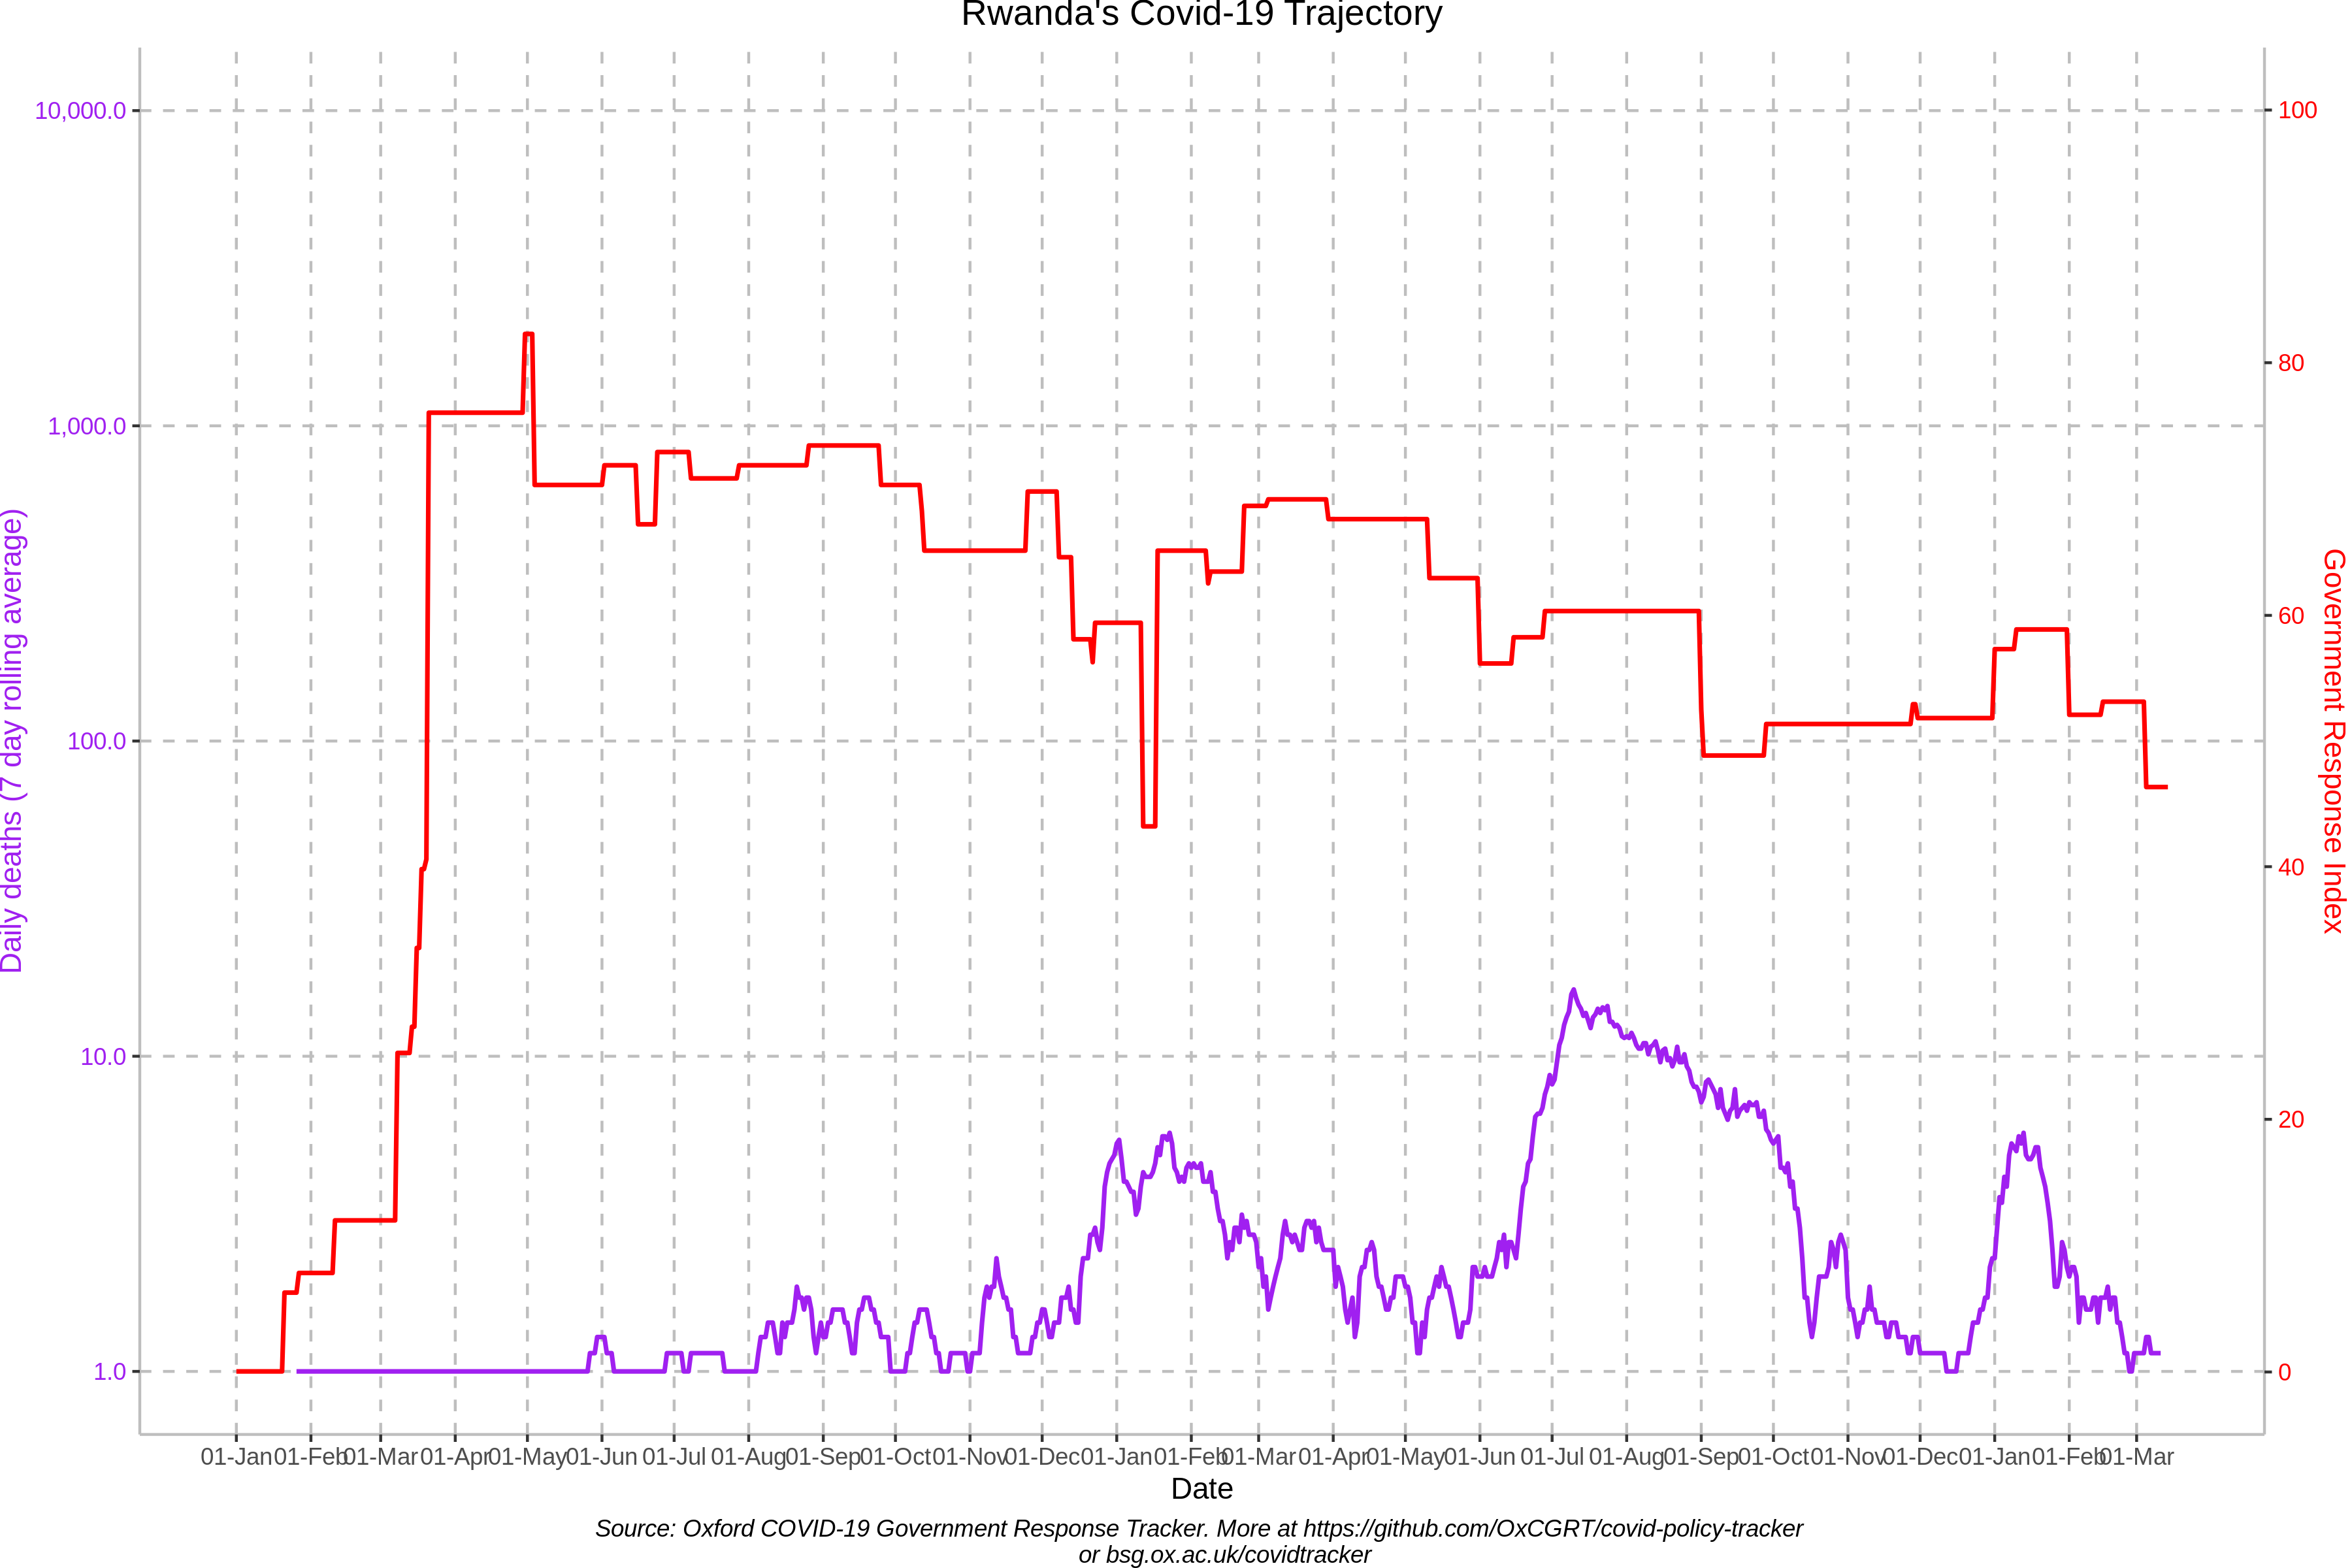 Rwanda's Covid-19 Trajectory
10,000.0
1,000.0
100.0
10.0
1.0
Daily deaths (7 day rolling average)
100
80
60
40
20
0
Government Response Index
01-Jan 01-Feb 01-Mar 01-Apr 01-May 01-Jun 01-Jul 01-Aug 01-Sep 01-Oct 01-Nov 01-Dec 01-Jan 01-Feb 01-Mar 01-Apr 01-May 01-Jun 01-Jul 01-Aug 01-Sep 01-Oct 01-Nov 01-Dec 01-Jan 01-Feb 01-Mar
Date
Source: Oxford COVID-19 Government Response Tracker. More at https://github.com/OxCGRT/covid-policy-tracker
or bsg.ox.ac.uk/covidtracker